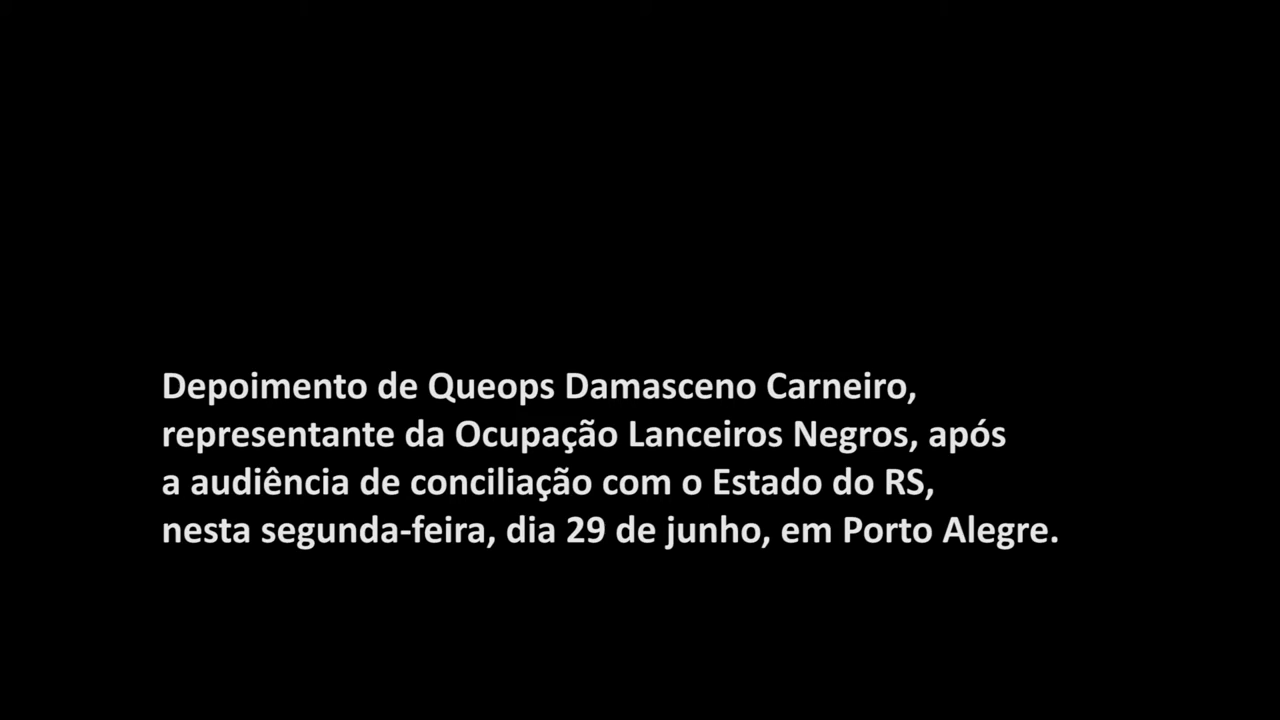 Depoimento de Queops Damasceno Carneiro,
representante da Ocupação Lanceiros Negros, após
a audiência de conciliação com o Estado do RS,
nesta segunda-feira, dia 29 de junho, em Porto Alegre.